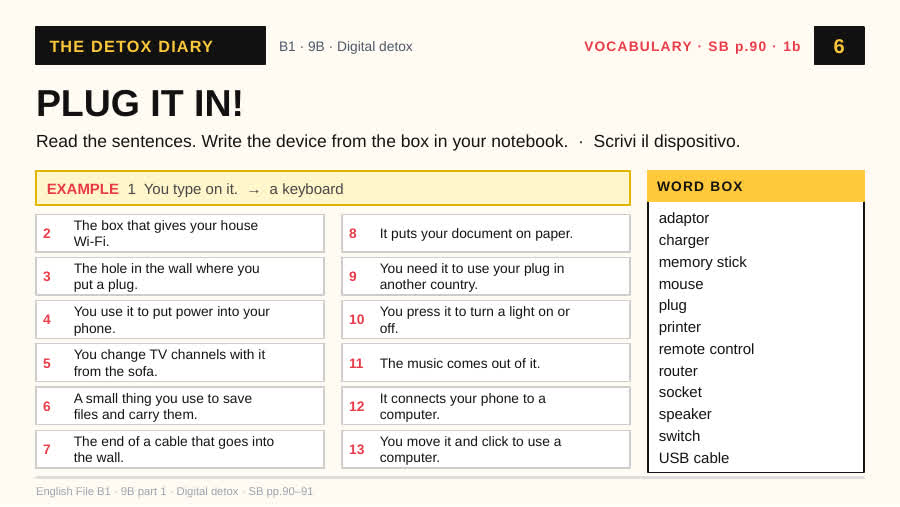 THE DETOX DIARY
B1 · 9B · Digital detox
VOCABULARY · SB p.90 · 1b
6
PLUG IT IN!
Read the sentences. Write the device from the box in your notebook. · Scrivi il dispositivo.
EXAMPLE 1 You type on it. → a keyboard
2 The box that gives your house
Wi-Fi.
3 The hole in the wall where you
put a plug.
4 You use it to put power into your
phone.
5 You change TV channels with it
from the sofa.
6 A small thing you use to save
files and carry them.
7 The end of a cable that goes into
the wall.
8 It puts your document on paper.
9 You need it to use your plug in
another country.
10 You press it to turn a light on or
off.
11 The music comes out of it.
12 It connects your phone to a
computer.
13 You move it and click to use a
computer.
WORD BOX
adaptor
charger
memory stick
mouse
plug
printer
remote control
router
socket
speaker
switch
USB cable
English File B1 · 9B part 1 · Digital detox · SB pp.90–91